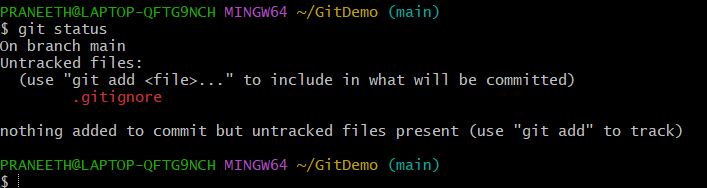 PRANEETH@LAPTOP-QFTG9NCH MINGW64 ~/GitDemo (main)
$ git status
On branch main
Untracked files:
  (use "git add <file>..." to include in what will be committed)
        .gitignore

nothing added to commit but untracked files present (use "git add" to track)

PRANEETH@LAPTOP-QFTG9NCH MINGW64 ~/GitDemo (main)
$